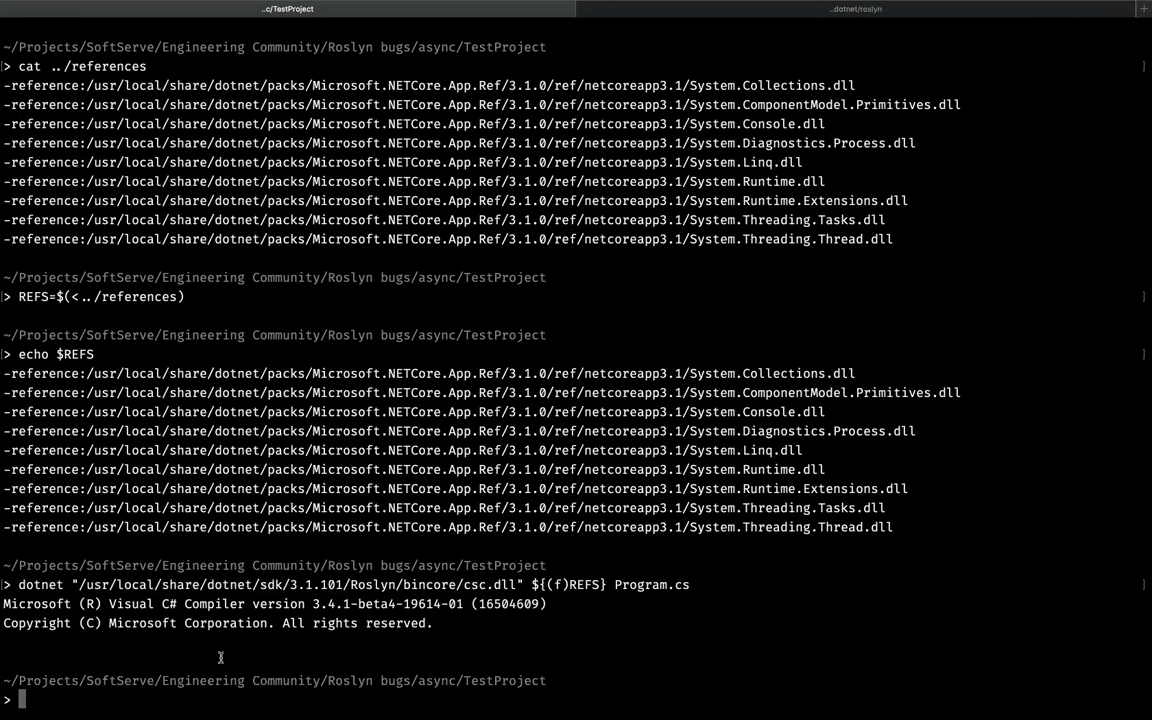 ..c/TestProject
..dotnet/roslyn
+
~/Projects/SoftServe/Engineering Community/Roslyn bugs/async/TestProject
> cat ../references
-reference:/usr/local/share/dotnet/packs/Microsoft.NETCore.App.Ref/3.1.0/ref/netcoreapp3.1/System.Collections.dll
-reference:/usr/local/share/dotnet/packs/Microsoft.NETCore.App.Ref/3.1.0/ref/netcoreapp3.1/System.ComponentModel.Primitives.dll
-reference:/usr/local/share/dotnet/packs/Microsoft.NETCore.App.Ref/3.1.0/ref/netcoreapp3.1/System.Console.dll
-reference:/usr/local/share/dotnet/packs/Microsoft.NETCore.App.Ref/3.1.0/ref/netcoreapp3.1/System.Diagnostics.Process.dll
-reference:/usr/local/share/dotnet/packs/Microsoft.NETCore.App.Ref/3.1.0/ref/netcoreapp3.1/System.Linq.dll
-reference:/usr/local/share/dotnet/packs/Microsoft.NETCore.App.Ref/3.1.0/ref/netcoreapp3.1/System.Runtime.dll
-reference:/usr/local/share/dotnet/packs/Microsoft.NETCore.App.Ref/3.1.0/ref/netcoreapp3.1/System.Runtime.Extensions.dll
-reference:/usr/local/share/dotnet/packs/Microsoft.NETCore.App.Ref/3.1.0/ref/netcoreapp3.1/System.Threading.Tasks.dll
-reference:/usr/local/share/dotnet/packs/Microsoft.NETCore.App.Ref/3.1.0/ref/netcoreapp3.1/System.Threading.Thread.dll
~/Projects/SoftServe/Engineering Community/Roslyn bugs/async/TestProject
> REFS=$(<../references)
~/Projects/SoftServe/Engineering Community/Roslyn bugs/async/TestProject
> echo $REFS
-reference:/usr/local/share/dotnet/packs/Microsoft.NETCore.App.Ref/3.1.0/ref/netcoreapp3.1/System.Collections.dll
-reference:/usr/local/share/dotnet/packs/Microsoft.NETCore.App.Ref/3.1.0/ref/netcoreapp3.1/System.ComponentModel.Primitives.dll
-reference:/usr/local/share/dotnet/packs/Microsoft.NETCore.App.Ref/3.1.0/ref/netcoreapp3.1/System.Console.dll
-reference:/usr/local/share/dotnet/packs/Microsoft.NETCore.App.Ref/3.1.0/ref/netcoreapp3.1/System.Diagnostics.Process.dll
-reference:/usr/local/share/dotnet/packs/Microsoft.NETCore.App.Ref/3.1.0/ref/netcoreapp3.1/System.Linq.dll
-reference:/usr/local/share/dotnet/packs/Microsoft.NETCore.App.Ref/3.1.0/ref/netcoreapp3.1/System.Runtime.dll
-reference:/usr/local/share/dotnet/packs/Microsoft.NETCore.App.Ref/3.1.0/ref/netcoreapp3.1/System.Runtime.Extensions.dll
-reference:/usr/local/share/dotnet/packs/Microsoft.NETCore.App.Ref/3.1.0/ref/netcoreapp3.1/System.Threading.Tasks.dll
-reference:/usr/local/share/dotnet/packs/Microsoft.NETCore.App.Ref/3.1.0/ref/netcoreapp3.1/System.Threading.Thread.dll
~/Projects/SoftServe/Engineering Community/Roslyn bugs/async/TestProject
> dotnet "/usr/local/share/dotnet/sdk/3.1.101/Roslyn/bincore/csc.dll" ${(f)REFS} Program.cs
Microsoft (R) Visual C# Compiler version 3.4.1-beta4-19614-01 (16504609)
Copyright (C) Microsoft Corporation. All rights reserved.
~/Projects/SoftServe/Engineering Community/Roslyn bugs/async/TestProject
>